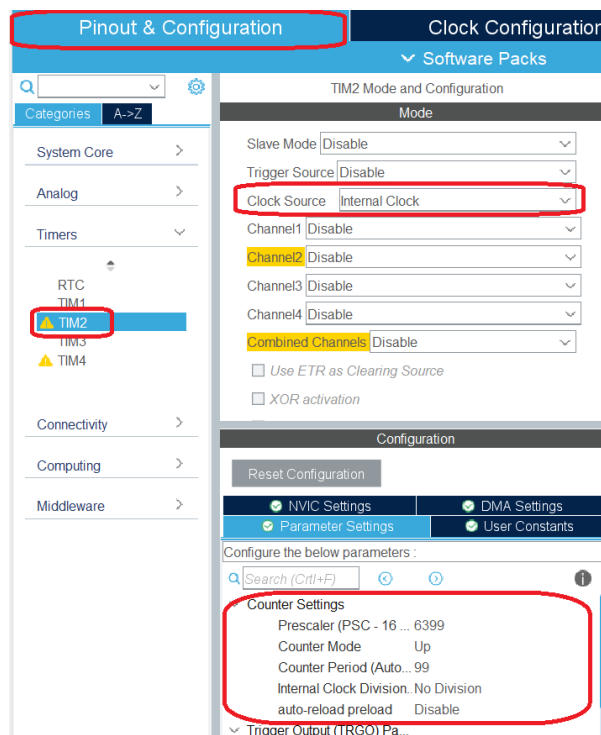 Pinout & Configuration
Clock Configuration
Software Packs
TIM2 Mode and Configuration
Categories
A->Z
Mode
System Core
Analog
Timers
RTC
TIM1
TIM2
TIM3
TIM4
Connectivity
Computing
Middleware
Slave Mode Disable
Trigger Source Disable
Clock Source Internal Clock
Channel1 Disable
Channel2 Disable
Channel3 Disable
Channel4 Disable
Combined Channels Disable
Use ETR as Clearing Source
XOR activation
Configuration
Reset Configuration
NVIC Settings
DMA Settings
Parameter Settings
User Constants
Configure the below parameters :
Search (Crtl+F)
Counter Settings
Prescaler (PSC - 16 ... 6399
Counter Mode Up
Counter Period (Auto... 99
Internal Clock Division.. No Division
auto-reload preload Disable
Trigger Output (TRGO) Pa...